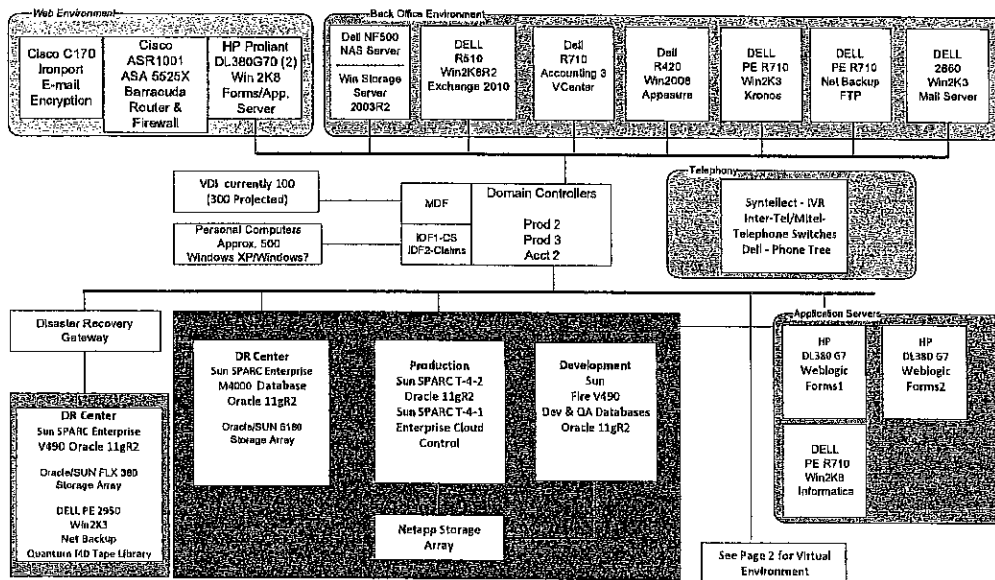 Web Environment
Cisco C170
Ironport
E-mail
Encryption
Cisco
ASR1001
ASA 5525X
Barracuda
Router &
Firewall
HP Proliant
DL380G70 (2)
Win 2K8
Forms/App.
Server
Back Office Environment
Dell NF500
NAS Server
Win Storage
Server
2003R2
DELL
R510
Win2K8R2
Exchange 2010
Dell
R710
Accounting 3
VCenter
Dell
R420
Win2008
Appasure
DELL
PE R710
Win2K3
Kronos
DELL
PE R710
Net Backup
FTP
DELL
2860
Win2K3
Mail Server
VDI currently 100
(300 Projected)
Personal Computers
Approx. 500
Windows XP/Windows?
MDF
IDF1-CS
IDF2-Claims
Domain Controllers
Prod 2
Prod 3
Acct 2
Telephony
Syntellect - IVR
Inter-Tel/Mitel-
Telephone Switches
Dell - Phone Tree
Disaster Recovery
Gateway
DR Center
Sun SPARC Enterprise
V490 Oracle 11gR2
Oracle/SUN FLX 380
Storage Array
DELL PE 2950
Win2X3
Net Backup
Quantum MD Tape Library
DR Center
Sun SPARC Enterprise
M4000 Database
Oracle 11gR2
Oracle/SUN 6180
Storage Array
Production
Sun SPARC T-4-2
Oracle 11gR2
Sun SPARC T-4-1
Enterprise Cloud
Control
Development
Sun
Fire V490
Dev & QA Databases
Oracle 11gR2
Netapp Storage
Array
Application Servers
HP
DL380 G7
Weblogic
Forms1
HP
DL380 G7
Weblogic
Forms2
DELL
PE R710
Win2K8
Informatica
See Page 2 for Virtual
Environment